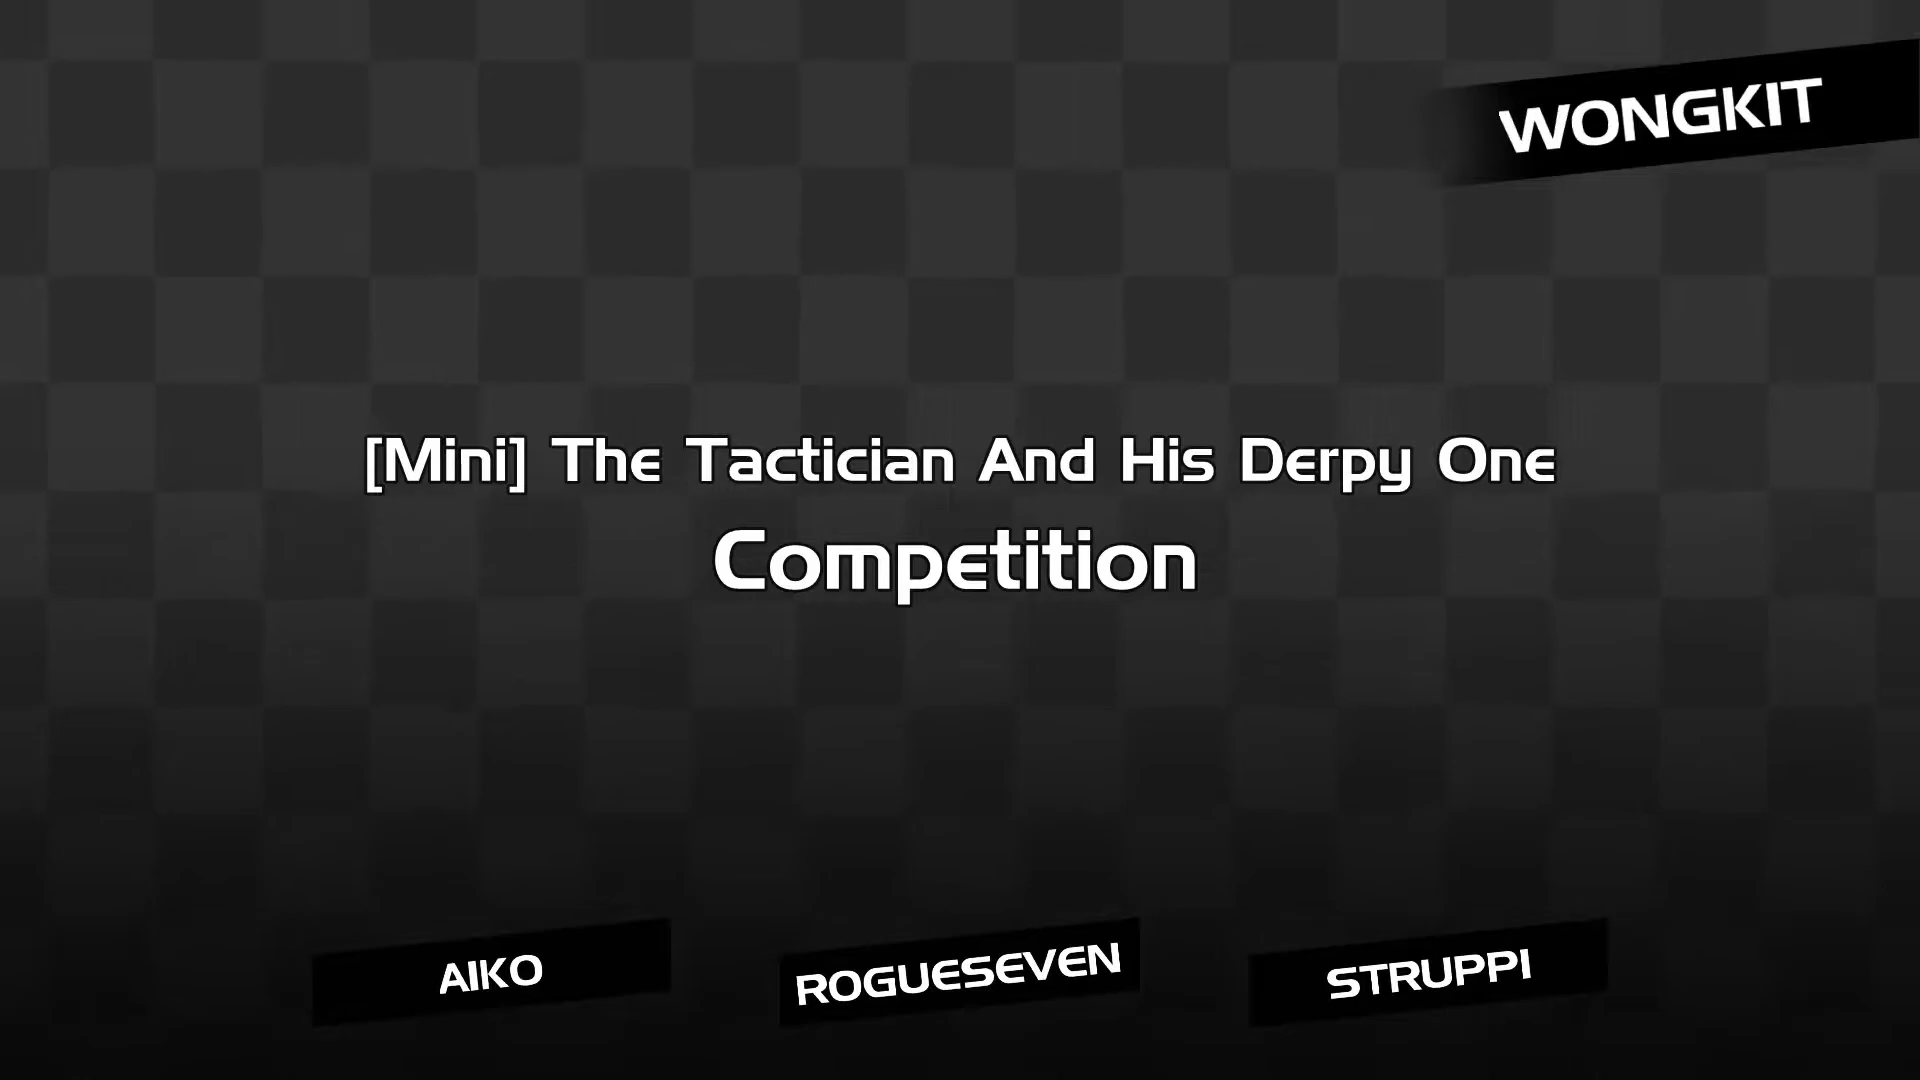 WONGKIT
[Mini] The Tactician And His Derpy One
Competition
AIKO
ROGUESEVEN
STRUPPI